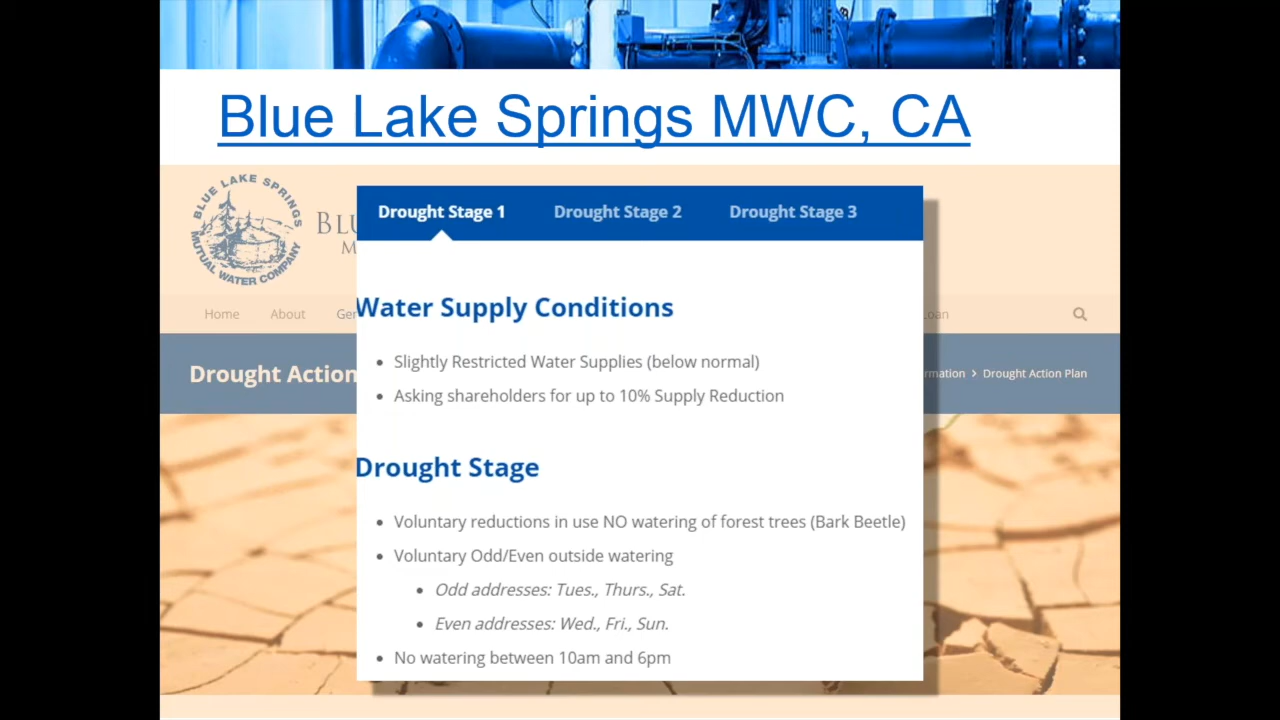 Blue Lake Springs MWC, CA
BLUE LAKE SPRINGS
MUTUAL WATER COMPANY
Drought Stage 1 Drought Stage 2 Drought Stage 3
Home About
Water Supply Conditions
Slightly Restricted Water Supplies (below normal)
Drought Action
Drought Action Plan
Asking shareholders for up to 10% Supply Reduction
Drought Stage
Voluntary reductions in use NO watering of forest trees (Bark Beetle)
Voluntary Odd/Even outside watering
Odd addresses: Tues., Thurs., Sat.
Even addresses: Wed., Fri., Sun.
No watering between 10am and 6pm